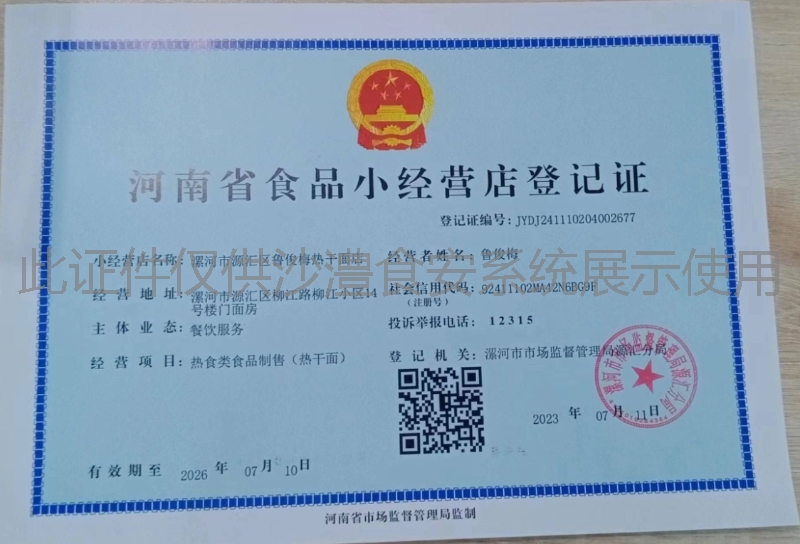 河南省食品小经营店登记证
登记证编号：JYDJ241110204002677
小经营店名称：漯河市源汇区鲁俊梅热干面店
经营者姓名：鲁俊梅
此证件仅供沙澧食安系统展示使用
经营地址：漯河市源汇区柳江路柳江小区14
号楼门面房
社会信用代码：92411102MA42N6BG9F
（注册号）
主体业态：餐饮服务
投诉举报电话：12315
经营项目：热食类食品制售（热干面）
登记机关：漯河市市场监督管理局源汇分局
2023 年 07 月 11 日
有效期至 2026 年 07 月 10 日
河南省市场监督管理局监制